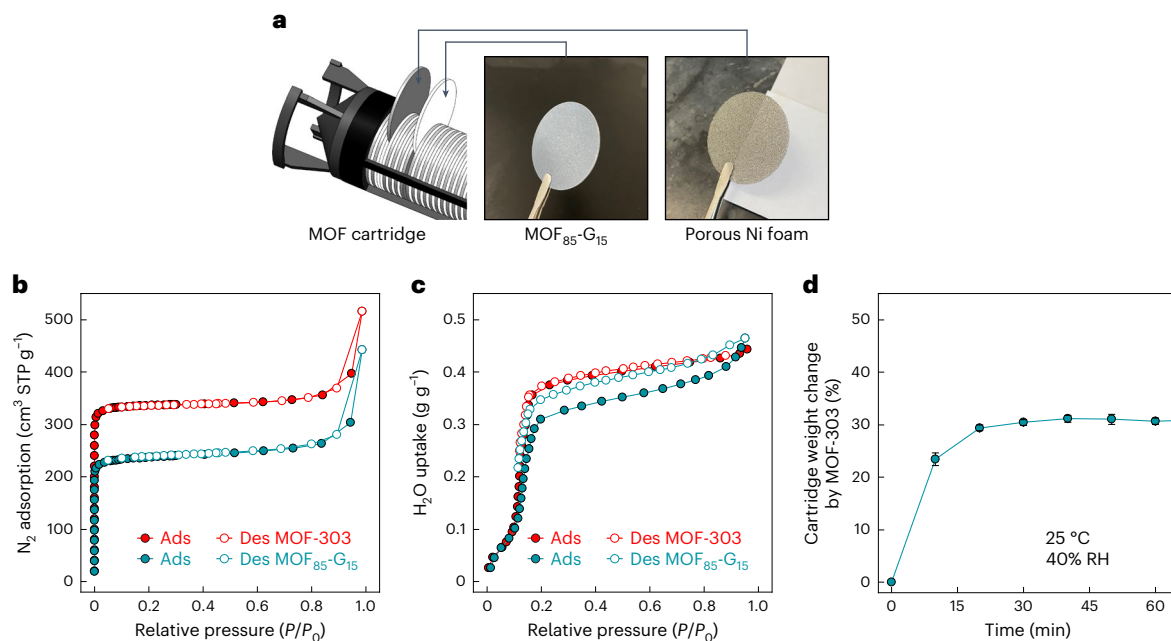 a
MOF cartridge
MOF₈₅-G₁₅
Porous Ni foam
b
N₂ adsorption (cm³ STP g⁻¹)
500
400
300
200
100
0
Ads
Des MOF-303
Ads
Des MOF₈₅-G₁₅
0
0.2
0.4
0.6
0.8
1.0
Relative pressure (P/P₀)
c
H₂O uptake (g g⁻¹)
0.5
0.4
0.3
0.2
0.1
0
Ads
Des MOF-303
Ads
Des MOF₈₅-G₁₅
0
0.2
0.4
0.6
0.8
1.0
Relative pressure (P/P₀)
d
Cartridge weight change
by MOF-303 (%)
50
40
30
20
10
0
25 °C
40% RH
0
15
30
45
60
Time (min)